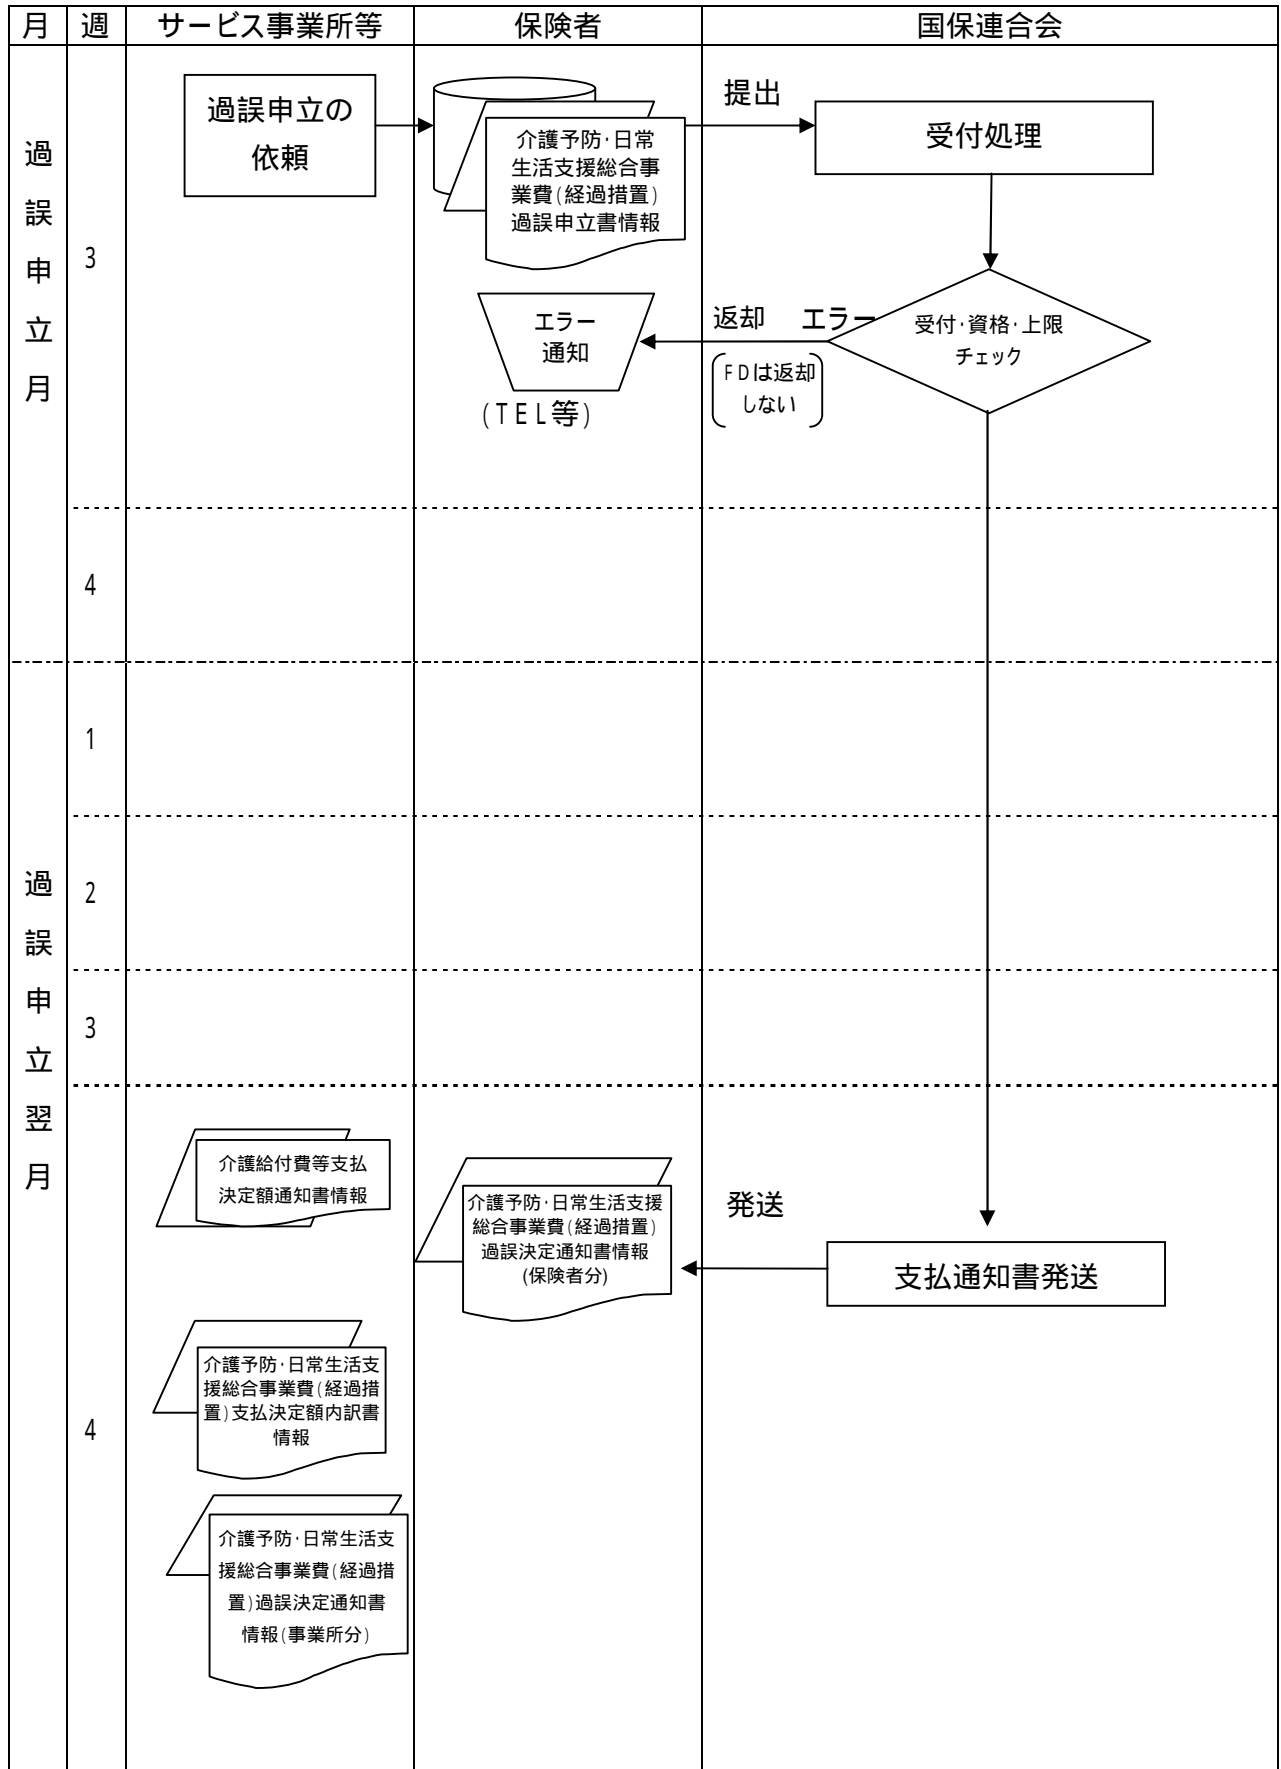 月 週 サービス事業所等 保険者 国保連合会
過誤申立月
3
過誤申立の
依頼
介護予防･日常
生活支援総合事
業費(経過措置)
過誤申立書情報
提出
受付処理
エラー
通知
(TEL等)
返却 エラー
FDは返却
しない
受付･資格･上限
チェック
4
過誤申立翌月
1
2
3
4
介護給付費等支払
決定額通知書情報
介護予防･日常生活支援
総合事業費(経過措置)
過誤決定通知書情報
(保険者分)
発送
支払通知書発送
介護予防･日常生活支
援総合事業費(経過措
置)支払決定額内訳書
情報
介護予防･日常生活支
援総合事業費(経過措
置)過誤決定通知書
情報(事業所分)